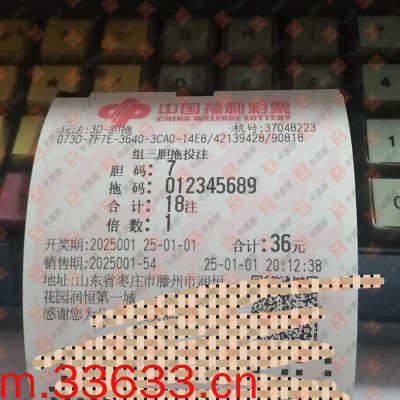 中国福利彩票
CHINA WELFARE LOTTERY
玩法:3D-胆拖 机号:37048223
073D-7F7E-3640-3CA0-14E8/42139428/90818
组三胆拖投注
胆 码: 7
拖 码: 012345689
合 计: 18注
倍 数: 1
开奖期:2025001 25-01-01 合计:36元
销售期:2025001-54 25-01-01 20:12:38
地址:山东省枣庄市滕州市润恒
花园润恒第一城
感谢您为公
m.33633.cn